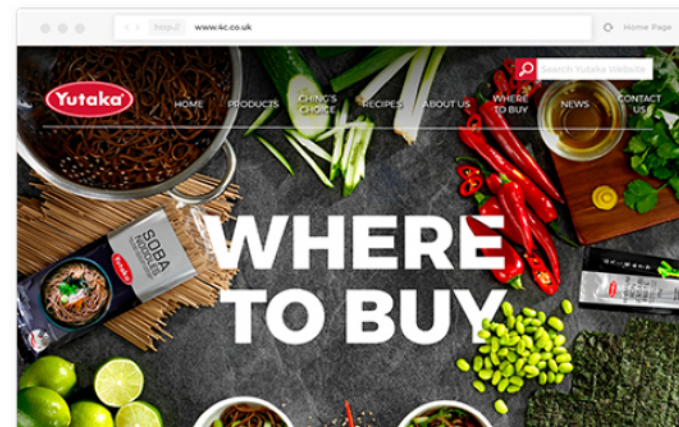 http://
www.4c.co.uk
Home Page
Search Yutaka Website
Yutaka
HOME
PRODUCTS
CHING'S
CHOICE
RECIPES
ABOUT US
WHERE
TO BUY
NEWS
CONTACT
US
WHERE
TO BUY
SOBA
NOODLES
Yutaka